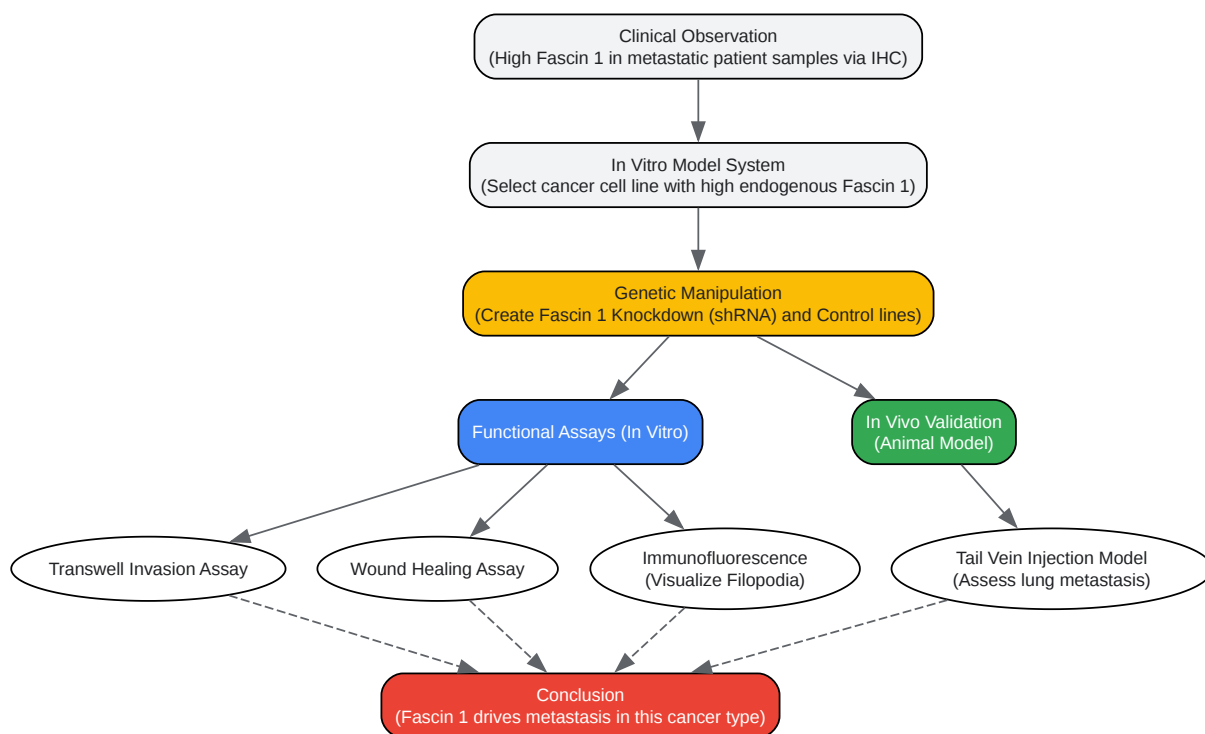 Clinical Observation
(High Fascin 1 in metastatic patient samples via IHC)
In Vitro Model System
(Select cancer cell line with high endogenous Fascin 1)
Genetic Manipulation
(Create Fascin 1 Knockdown (shRNA) and Control lines)
Functional Assays (In Vitro)
In Vivo Validation
(Animal Model)
Transwell Invasion Assay
Wound Healing Assay
Immunofluorescence
(Visualize Filopodia)
Tail Vein Injection Model
(Assess lung metastasis)
Conclusion
(Fascin 1 drives metastasis in this cancer type)